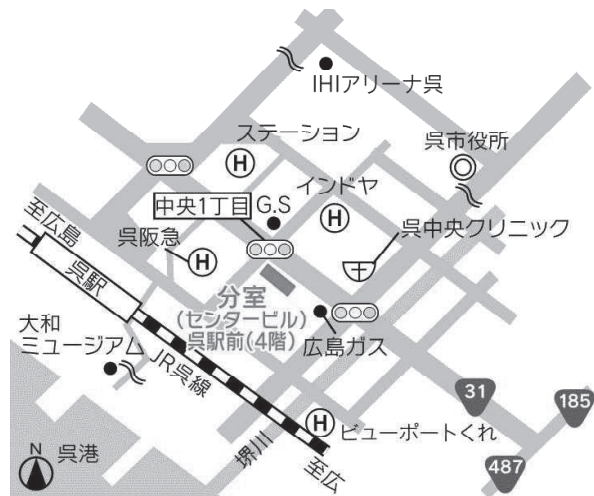 IHIアリーナ呉
ステーション
H
呉市役所
インドヤ
H
中央1丁目
G.S
呉中央クリニック
至広島
呉阪急
H
呉駅
分室
(センタービル)
呉駅前(4階)
広島ガス
大和
ミュージアム
JR呉線
31
185
H
ビューポートくれ
堺川
至広
487
N
呉港